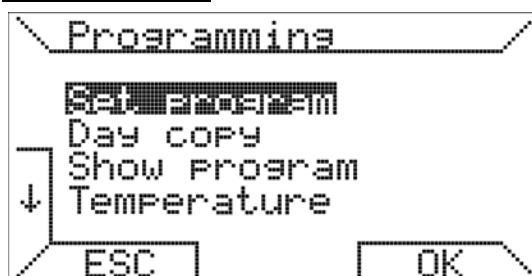 Programming
Set program
Day copy
Show program
Temperature
ESC OK